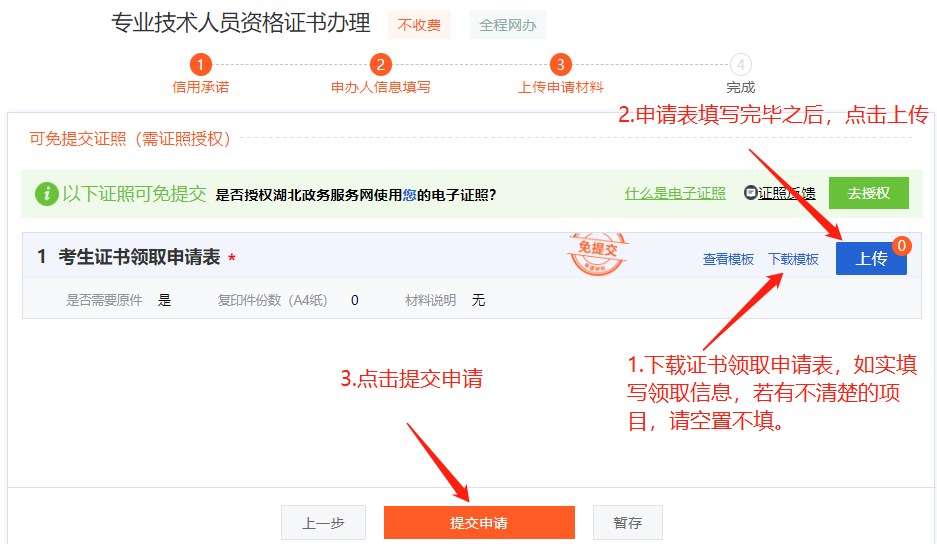 专业技术人员资格证书办理 不收费 全程网办
1 2 3 4
信用承诺 申办人信息填写 上传申请材料 完成
2.申请表填写完毕之后，点击上传
可免提交证照（需证照授权）
以下证照可免提交 是否授权湖北政务服务网使用您的电子证照? 什么是电子证照 证照反馈 去授权
1 考生证书领取申请表 * 免提交 查看模板 下载模板 上传 0
是否需要原件 是 复印件份数（A4纸） 0 材料说明 无
1.下载证书领取申请表，如实填
写领取信息，若有不清楚的项
目，请空置不填。
3.点击提交申请
上一步 提交申请 暂存